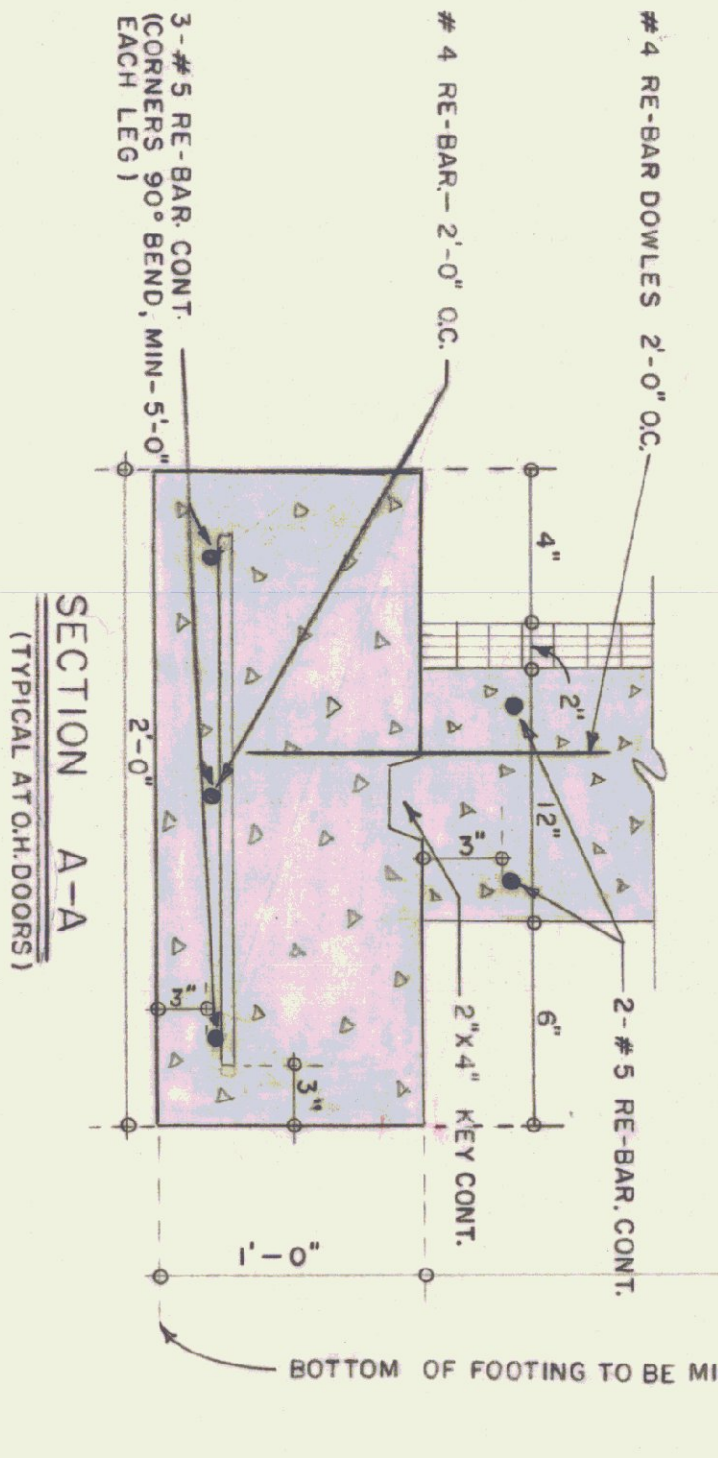 # 4 RE-BAR DOWLES 2'-0" O.C.
# 4 RE-BAR.— 2'-0" O.C.
3-#5 RE-BAR. CONT.
(CORNERS 90° BEND, MIN-5'-0"
EACH LEG)
4"
2"
12"
6"
3"
2-#5 RE-BAR. CONT.
2"X4" KEY CONT.
3"
3"
2'-0"
1'-0"
BOTTOM OF FOOTING TO BE MI
SECTION A-A
(TYPICAL AT O.H. DOORS)